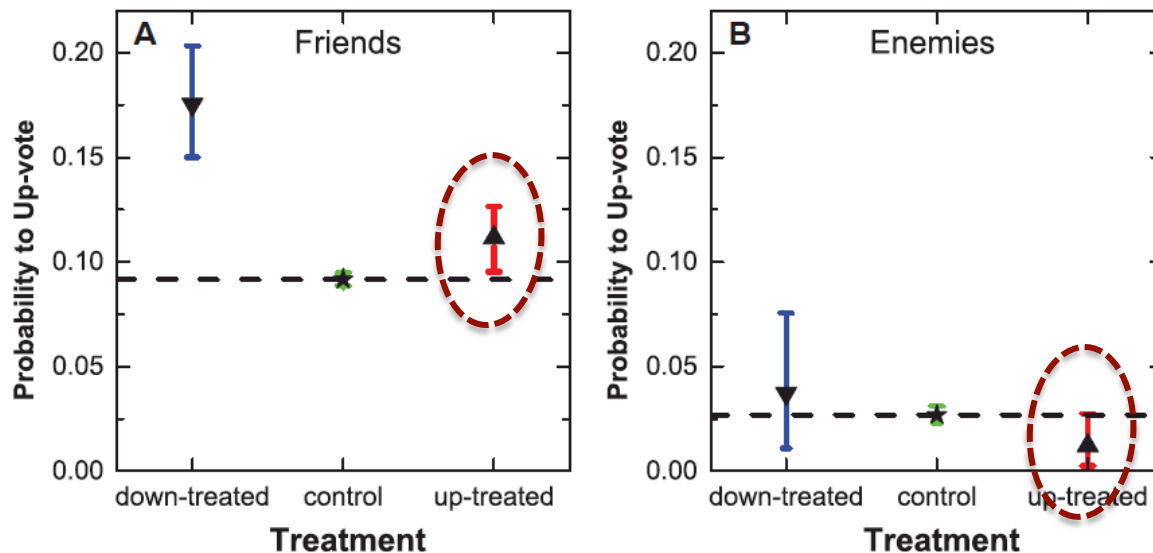 A
Friends
Probability to Up-vote
0.20
0.15
0.10
0.05
0.00
down-treated control up-treated
Treatment
B
Enemies
Probability to Up-vote
0.20
0.15
0.10
0.05
0.00
down-treated control up-treated
Treatment